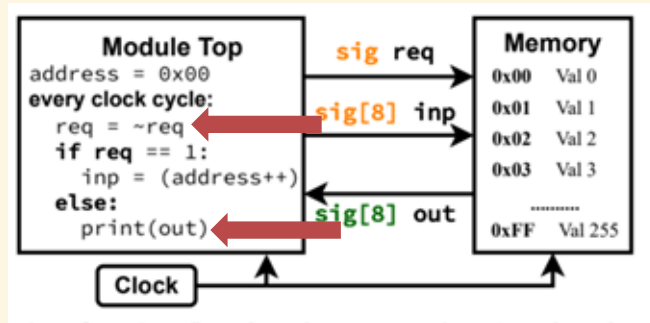 Module Top
address = 0x00
every clock cycle:
req = ~req
if req == 1:
inp = (address++)
else:
print(out)
sig req
sig[8] inp
sig[8] out
Memory
0x00 Val 0
0x01 Val 1
0x02 Val 2
0x03 Val 3
..........
0xFF Val 255
Clock